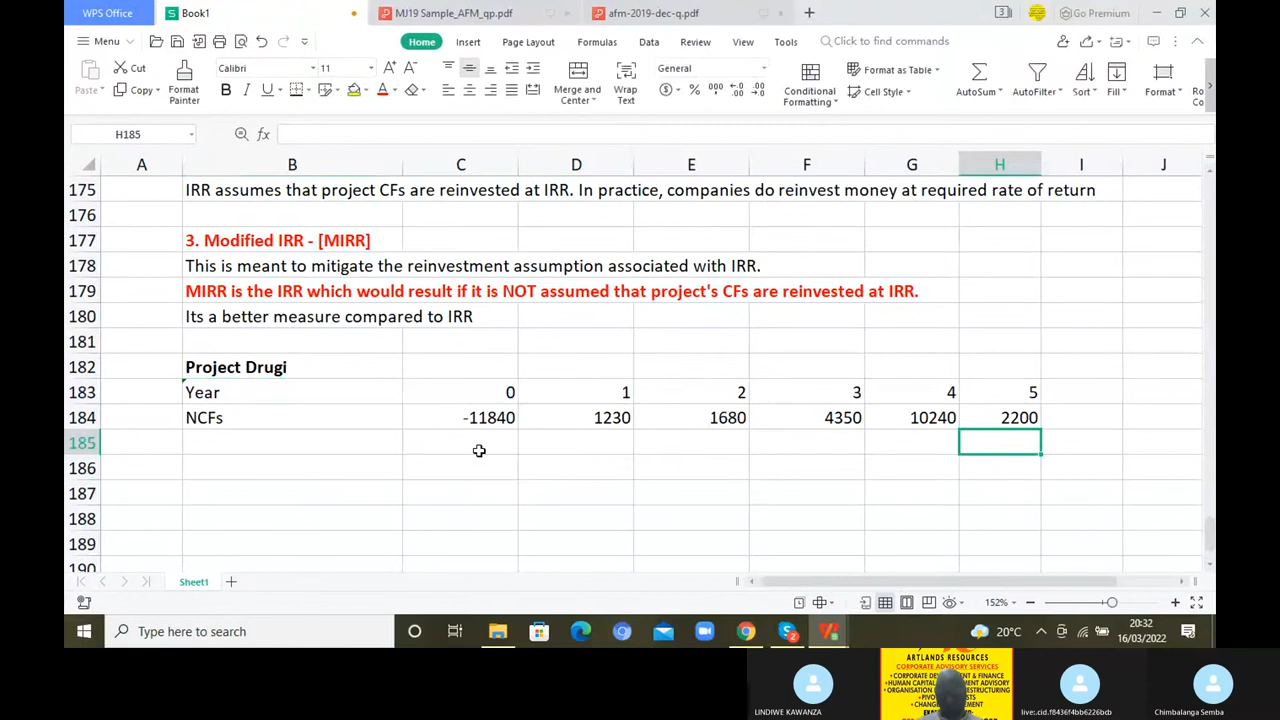 WPS Office Book1 MJ19 Sample_AFM_qp.pdf afm-2019-dec-q.pdf Go Premium
Menu Home Insert Page Layout Formulas Data Review View Tools Click to find commands
Cut Calibri 11 General Format as Table
Paste Copy Format Painter Merge and Center Wrap Text Conditional Formatting Cell Style AutoSum AutoFilter Sort Fill Format
H185 fx
A B C D E F G H I J
175 IRR assumes that project CFs are reinvested at IRR. In practice, companies do reinvest money at required rate of return
176
177 3. Modified IRR - [MIRR]
178 This is meant to mitigate the reinvestment assumption associated with IRR.
179 MIRR is the IRR which would result if it is NOT assumed that project's CFs are reinvested at IRR.
180 Its a better measure compared to IRR
181
182 Project Drugi
183 Year 0 1 2 3 4 5
184 NCFs -11840 1230 1680 4350 10240 2200
185
186
187
188
189
190
Sheet1
152%
Type here to search 20°C 20:32
16/03/2022
ARTLANDS RESOURCES
CORPORATE ADVISORY SERVICES
LINDIWE KAWANZA live:.cid.f8436f4bb6226bcb Chimbalanga Semba